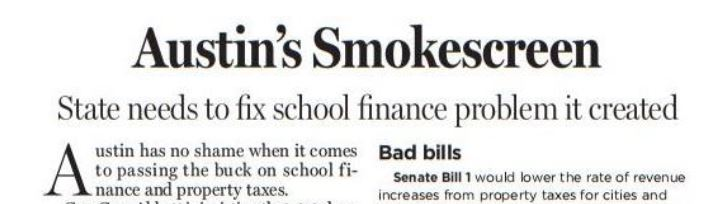 Austin's Smokescreen
State needs to fix school finance problem it created
Austin has no shame when it comes
to passing the buck on school fi-
nance and property taxes.
Bad bills
Senate Bill 1 would lower the rate of revenue
increases from property taxes for cities and